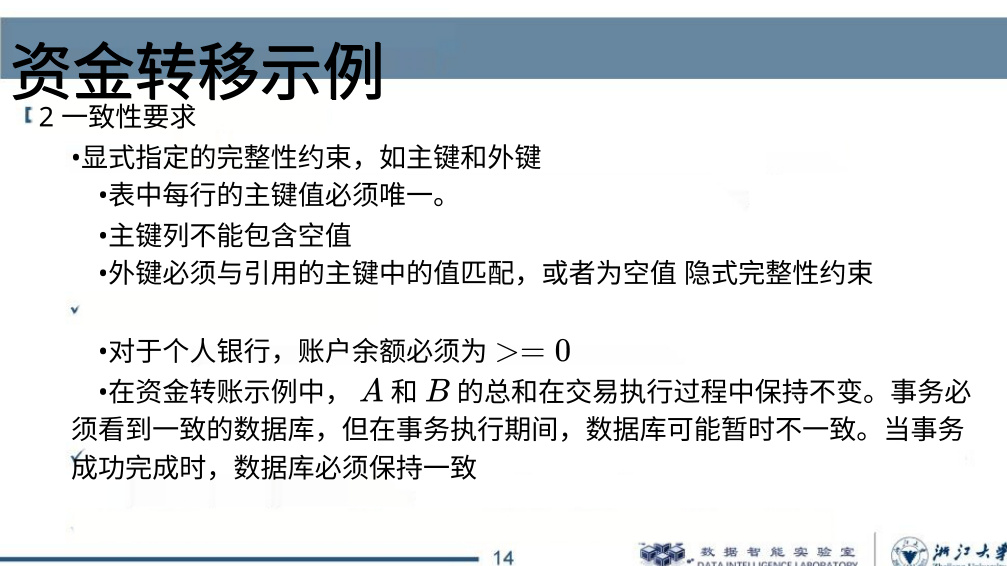 资金转移示例
2 一致性要求
•显式指定的完整性约束，如主键和外键
•表中每行的主键值必须唯一。
•主键列不能包含空值
•外键必须与引用的主键中的值匹配，或者为空值 隐式完整性约束
•对于个人银行，账户余额必须为 >= 0
•在资金转账示例中， A 和 B 的总和在交易执行过程中保持不变。事务必
须看到一致的数据库，但在事务执行期间，数据库可能暂时不一致。当事务
成功完成时，数据库必须保持一致
14
数据智能实验室
DATA INTELLIGENCE LABORATORY
浙江大学